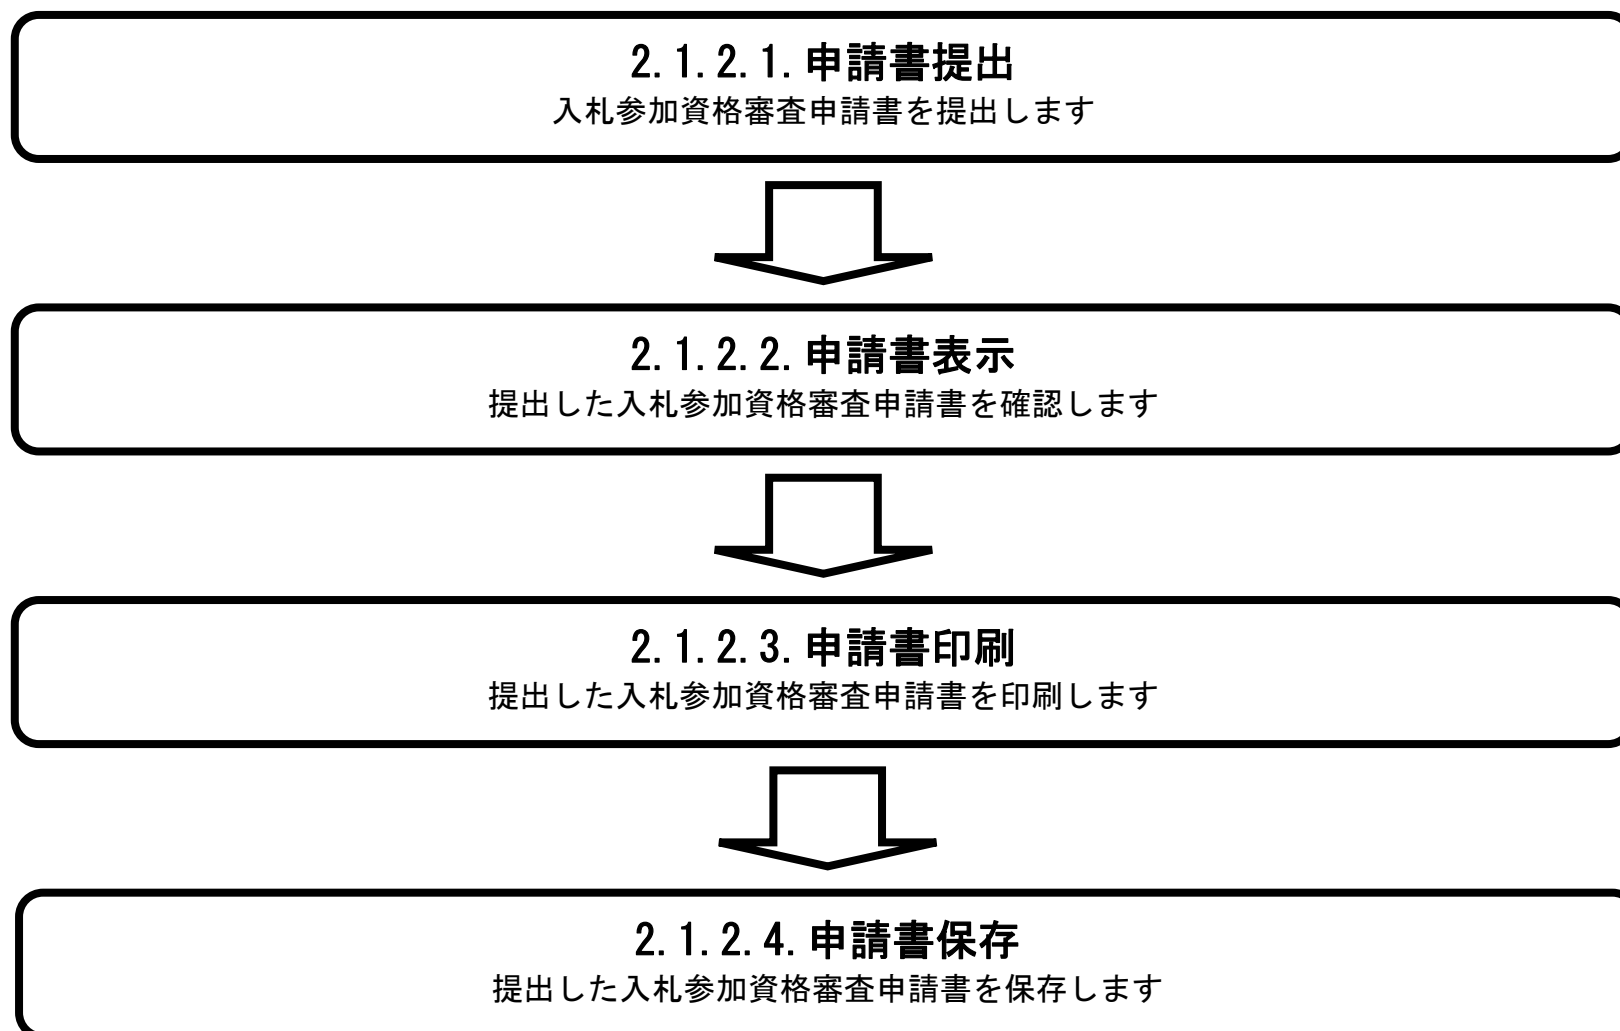 2.1.2.1.申請書提出
入札参加資格審査申請書を提出します
2.1.2.2.申請書表示
提出した入札参加資格審査申請書を確認します
2.1.2.3.申請書印刷
提出した入札参加資格審査申請書を印刷します
2.1.2.4.申請書保存
提出した入札参加資格審査申請書を保存します